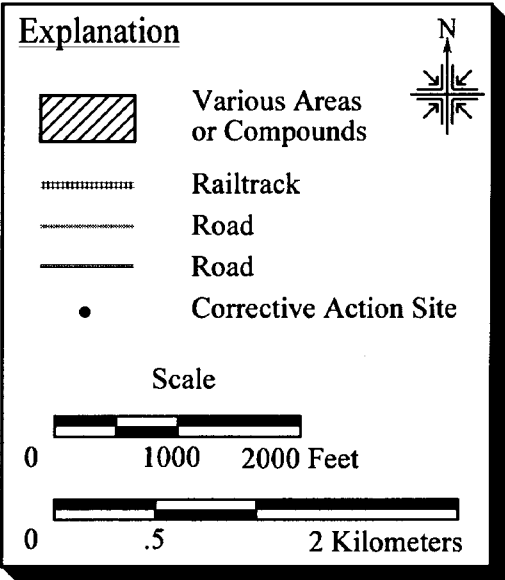 Explanation
N
Various Areas
or Compounds
Railtrack
Road
Road
Corrective Action Site
Scale
0 1000 2000 Feet
0 .5 2 Kilometers